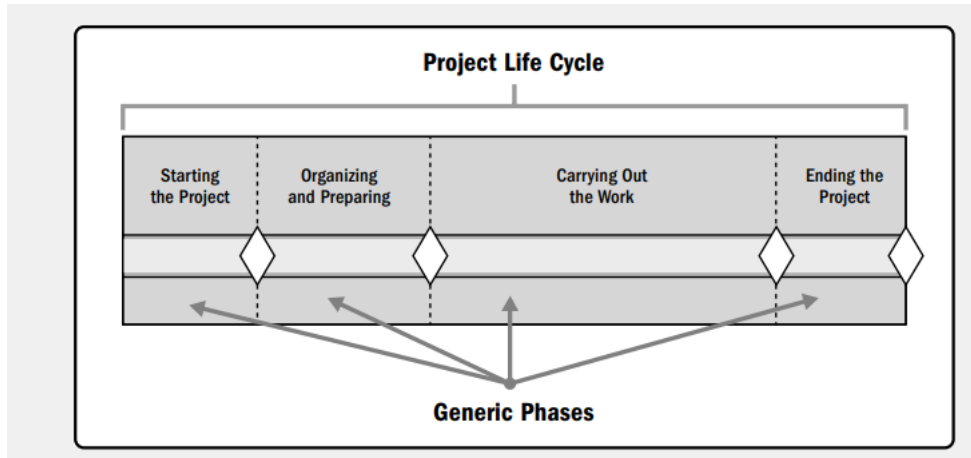 Project Life Cycle
Starting
the Project
Organizing
and Preparing
Carrying Out
the Work
Ending the
Project
Generic Phases